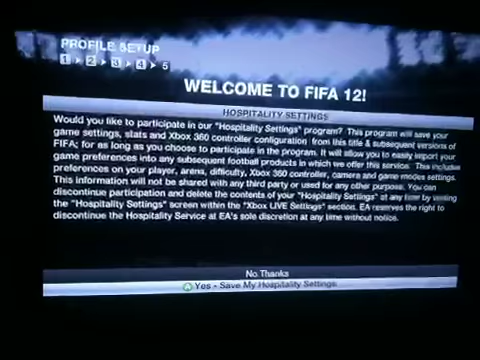 PROFILE SETUP
1 2 3 4 5
WELCOME TO FIFA 12!
HOSPITALITY SETTINGS
Would you like to participate in our "Hospitality Settings" program? This program will save your
game settings, stats and Xbox 360 controller configuration from this title & subsequent versions of
FIFA; for as long as you choose to participate in the program. It will allow you to easily import your
game preferences into any subsequent football products in which we offer this service. This includes
preferences on your player, arena, difficulty, Xbox 360 controller, camera and game modes settings.
This information will not be shared with any third party or used for any other purpose. You can
discontinue participation and delete the contents of your "Hospitality Settings" at any time by visiting
the "Hospitality Settings" screen within the "Xbox LIVE Settings" section. EA reserves the right to
discontinue the Hospitality Service at EA's sole discretion at any time without notice.
No Thanks
A Yes - Save My Hospitality Settings